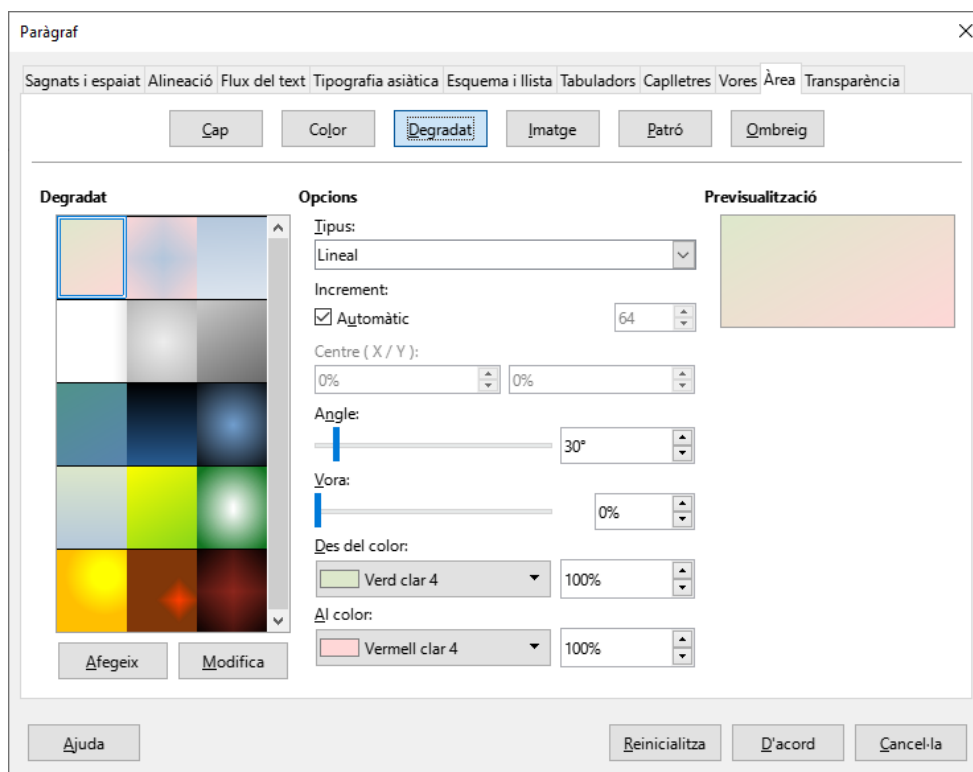 Paràgraf
Sagnats i espaiat Alineació Flux del text Tipografia asiàtica Esquema i llista Tabuladors Caplletres Vores Àrea Transparència
Cap Color Degradat Imatge Patró Ombreig
Degradat
Opcions
Previsualització
Tipus:
Lineal
Increment:
Automàtic 64
Centre ( X / Y ):
0% 0%
Angle:
30°
Vora:
0%
Des del color:
Verd clar 4 100%
Al color:
Vermell clar 4 100%
Afegeix Modifica
Ajuda Reinicialitza D'acord Cancel·la